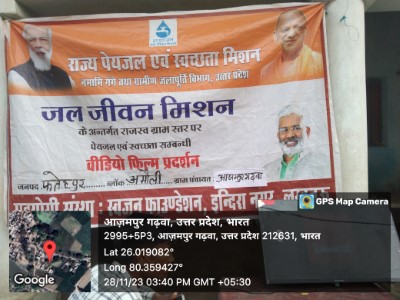 राज्य पेयजल एवं स्वच्छता मिशन
नमामि गंगे तथा ग्रामीण जलापूर्ति विभाग, उत्तर प्रदेश
जल जीवन मिशन
के अन्तर्गत राजस्व ग्राम स्तर पर
पेयजल एवं स्वच्छता सम्बन्धी
वीडियो फिल्म प्रदर्शन
जनपद फतेहपुर ब्लॉक अमौली ग्राम पंचायत : आजमपुर गढ़वा
सहयोगी संस्था : स्वजन फाउण्डेशन, इन्दिरा नगर, लखनऊ
GPS Map Camera
आज़मपुर गढ़वा, उत्तर प्रदेश, भारत
2995+5P3, आज़मपुर गढ़वा, उत्तर प्रदेश 212631, भारत
Lat 26.019082°
Long 80.359427°
28/11/23 03:40 PM GMT +05:30
Google